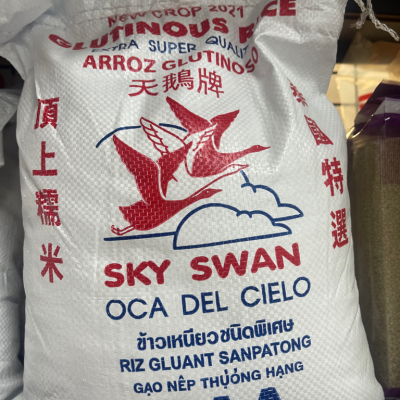 NEW CROP 2021
GLUTINOUS RICE
EXTRA SUPER QUALITY
ARROZ GLUTINOSO
天鵝牌
頂上糯米
特選
SKY SWAN
OCA DEL CIELO
ข้าวเหนียวชนิดพิเศษ
RIZ GLUANT SANPATONG
GẠO NẾP THƯỢNG HẠNG